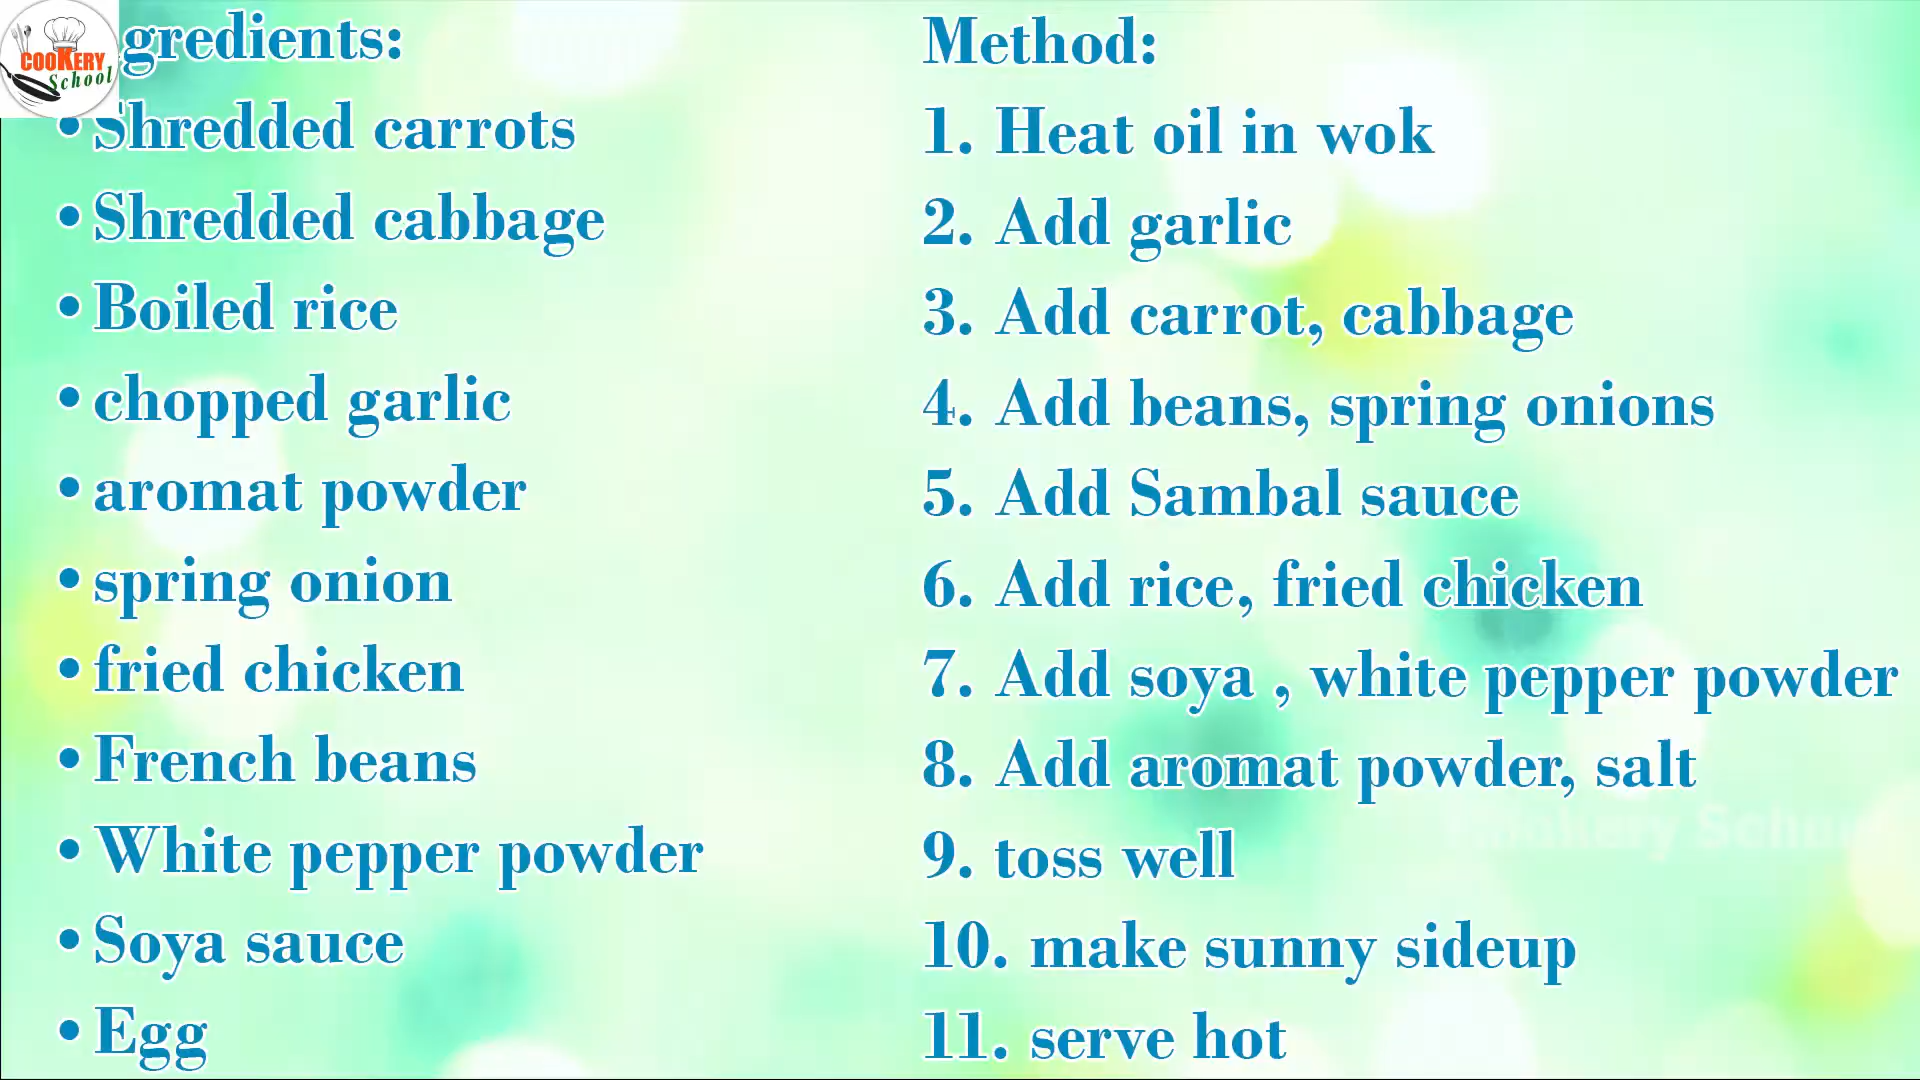 COOKERY
School
gredients:
• Shredded carrots
• Shredded cabbage
• Boiled rice
• chopped garlic
• aromat powder
• spring onion
• fried chicken
• French beans
• White pepper powder
• Soya sauce
• Egg
Method:
1. Heat oil in wok
2. Add garlic
3. Add carrot, cabbage
4. Add beans, spring onions
5. Add Sambal sauce
6. Add rice, fried chicken
7. Add soya , white pepper powder
8. Add aromat powder, salt
9. toss well
10. make sunny sideup
11. serve hot